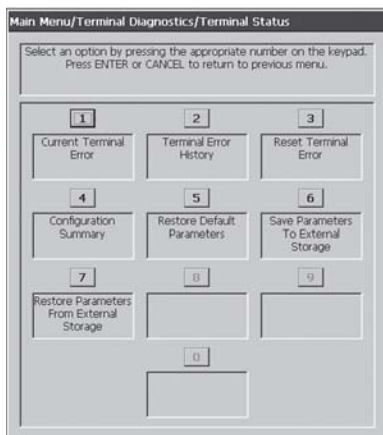 Main Menu/Terminal Diagnostics/Terminal Status
Select an option by pressing the appropriate
number on the keypad.
Press ENTER or CANCEL to return to
previous menu.
1
2
3
Current Terminal
Error
Terminal Error
History
Reset Terminal
Error
4
5
6
Configuration
Summary
Restore Default
Parameters
Save Parameters
To External
Storage
7
8
9
Restore Parameters
From External
Storage
0